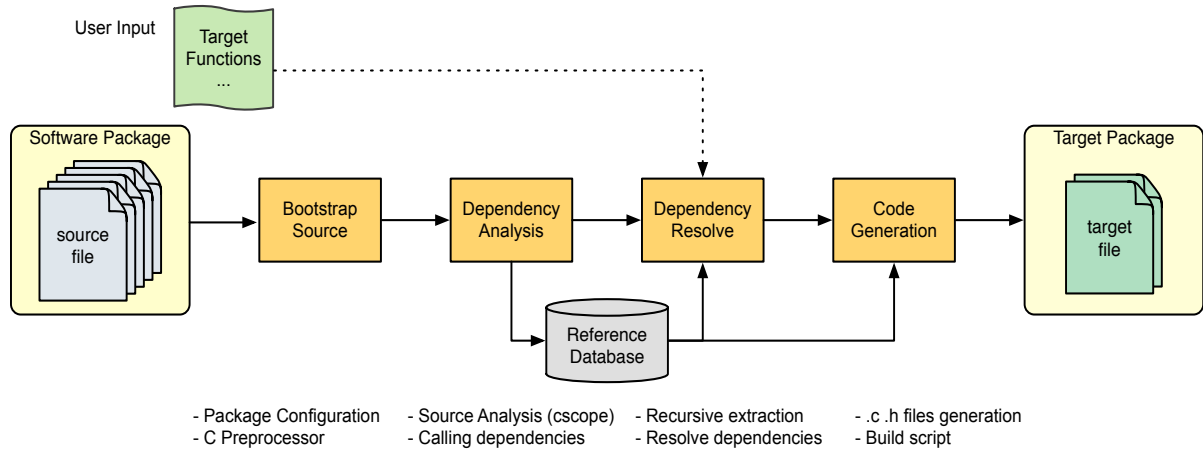 User Input
Target
Functions
...
Software Package
source
file
Bootstrap
Source
Dependency
Analysis
Dependency
Resolve
Code
Generation
Target Package
target
file
Reference
Database
- Package Configuration
- C Preprocessor
- Source Analysis (cscope)
- Calling dependencies
- Recursive extraction
- Resolve dependencies
- .c .h files generation
- Build script